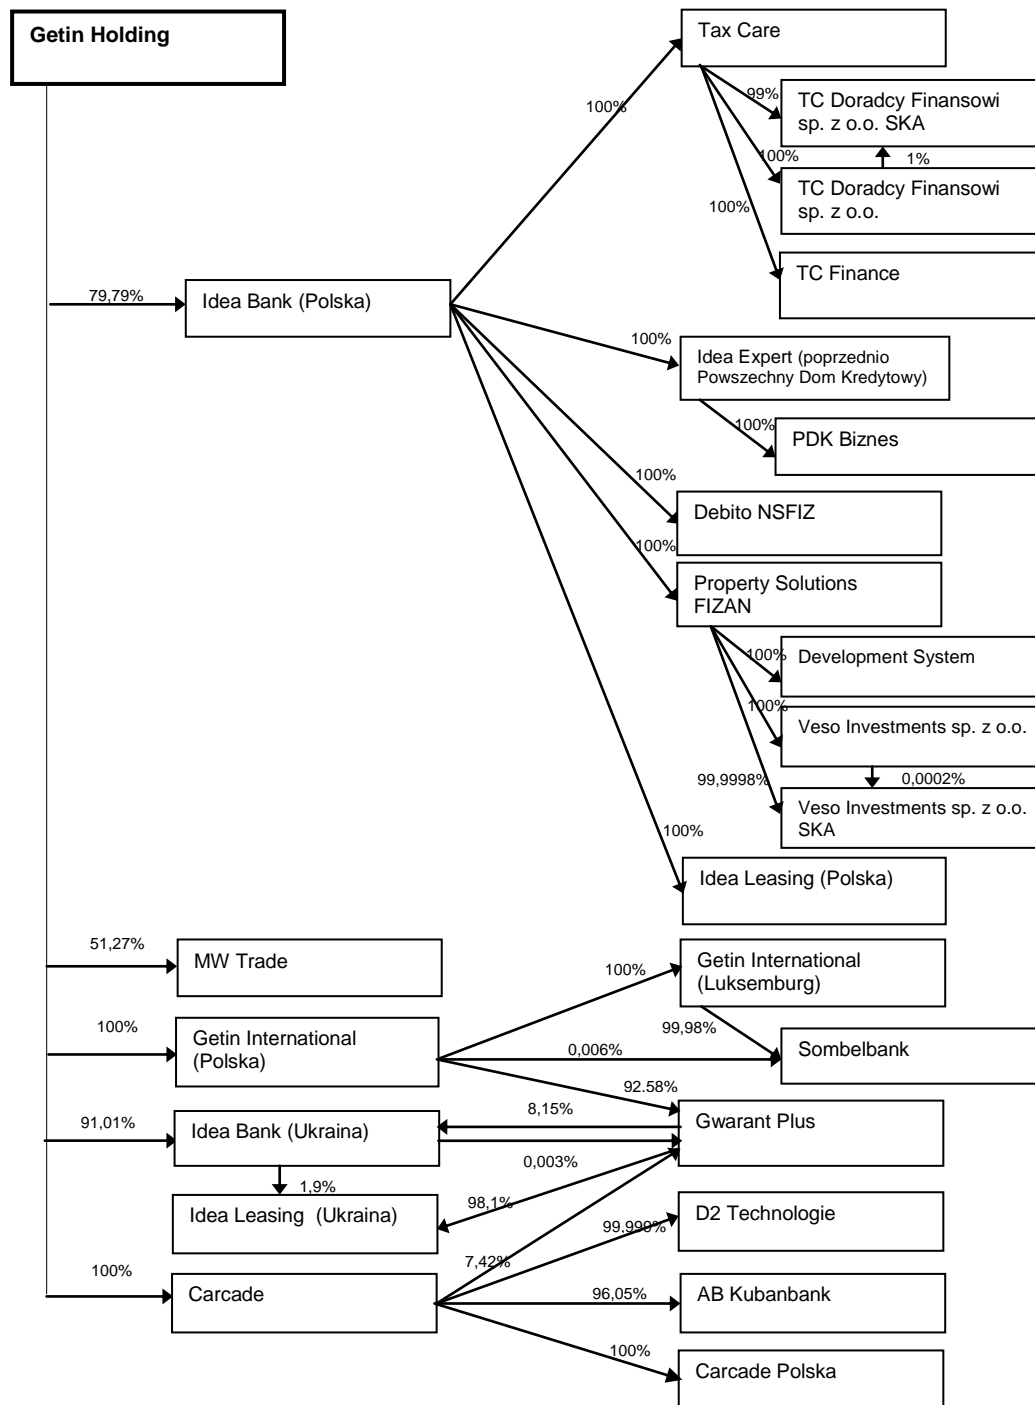 Getin Holding
Tax Care
99%
TC Doradcy Finansowi
sp. z o.o. SKA
100%
100%
1%
TC Doradcy Finansowi
sp. z o.o.
100%
TC Finance
79,79%
Idea Bank (Polska)
100%
Idea Expert (poprzednio
Powszechny Dom Kredytowy)
100%
PDK Biznes
100%
Debito NSFIZ
100%
Property Solutions
FIZAN
100%
Development System
100%
Veso Investments sp. z o.o.
99,9998%
0,0002%
Veso Investments sp. z o.o.
SKA
100%
Idea Leasing (Polska)
51,27%
MW Trade
100%
Getin International
(Luksemburg)
100%
Getin International
(Polska)
99,98%
0,006%
Sombelbank
92.58%
91,01%
Idea Bank (Ukraina)
8,15%
Gwarant Plus
0,003%
1,9%
Idea Leasing  (Ukraina)
98,1%
99,999%
D2 Technologie
7,42%
100%
Carcade
96,05%
AB Kubanbank
100%
Carcade Polska